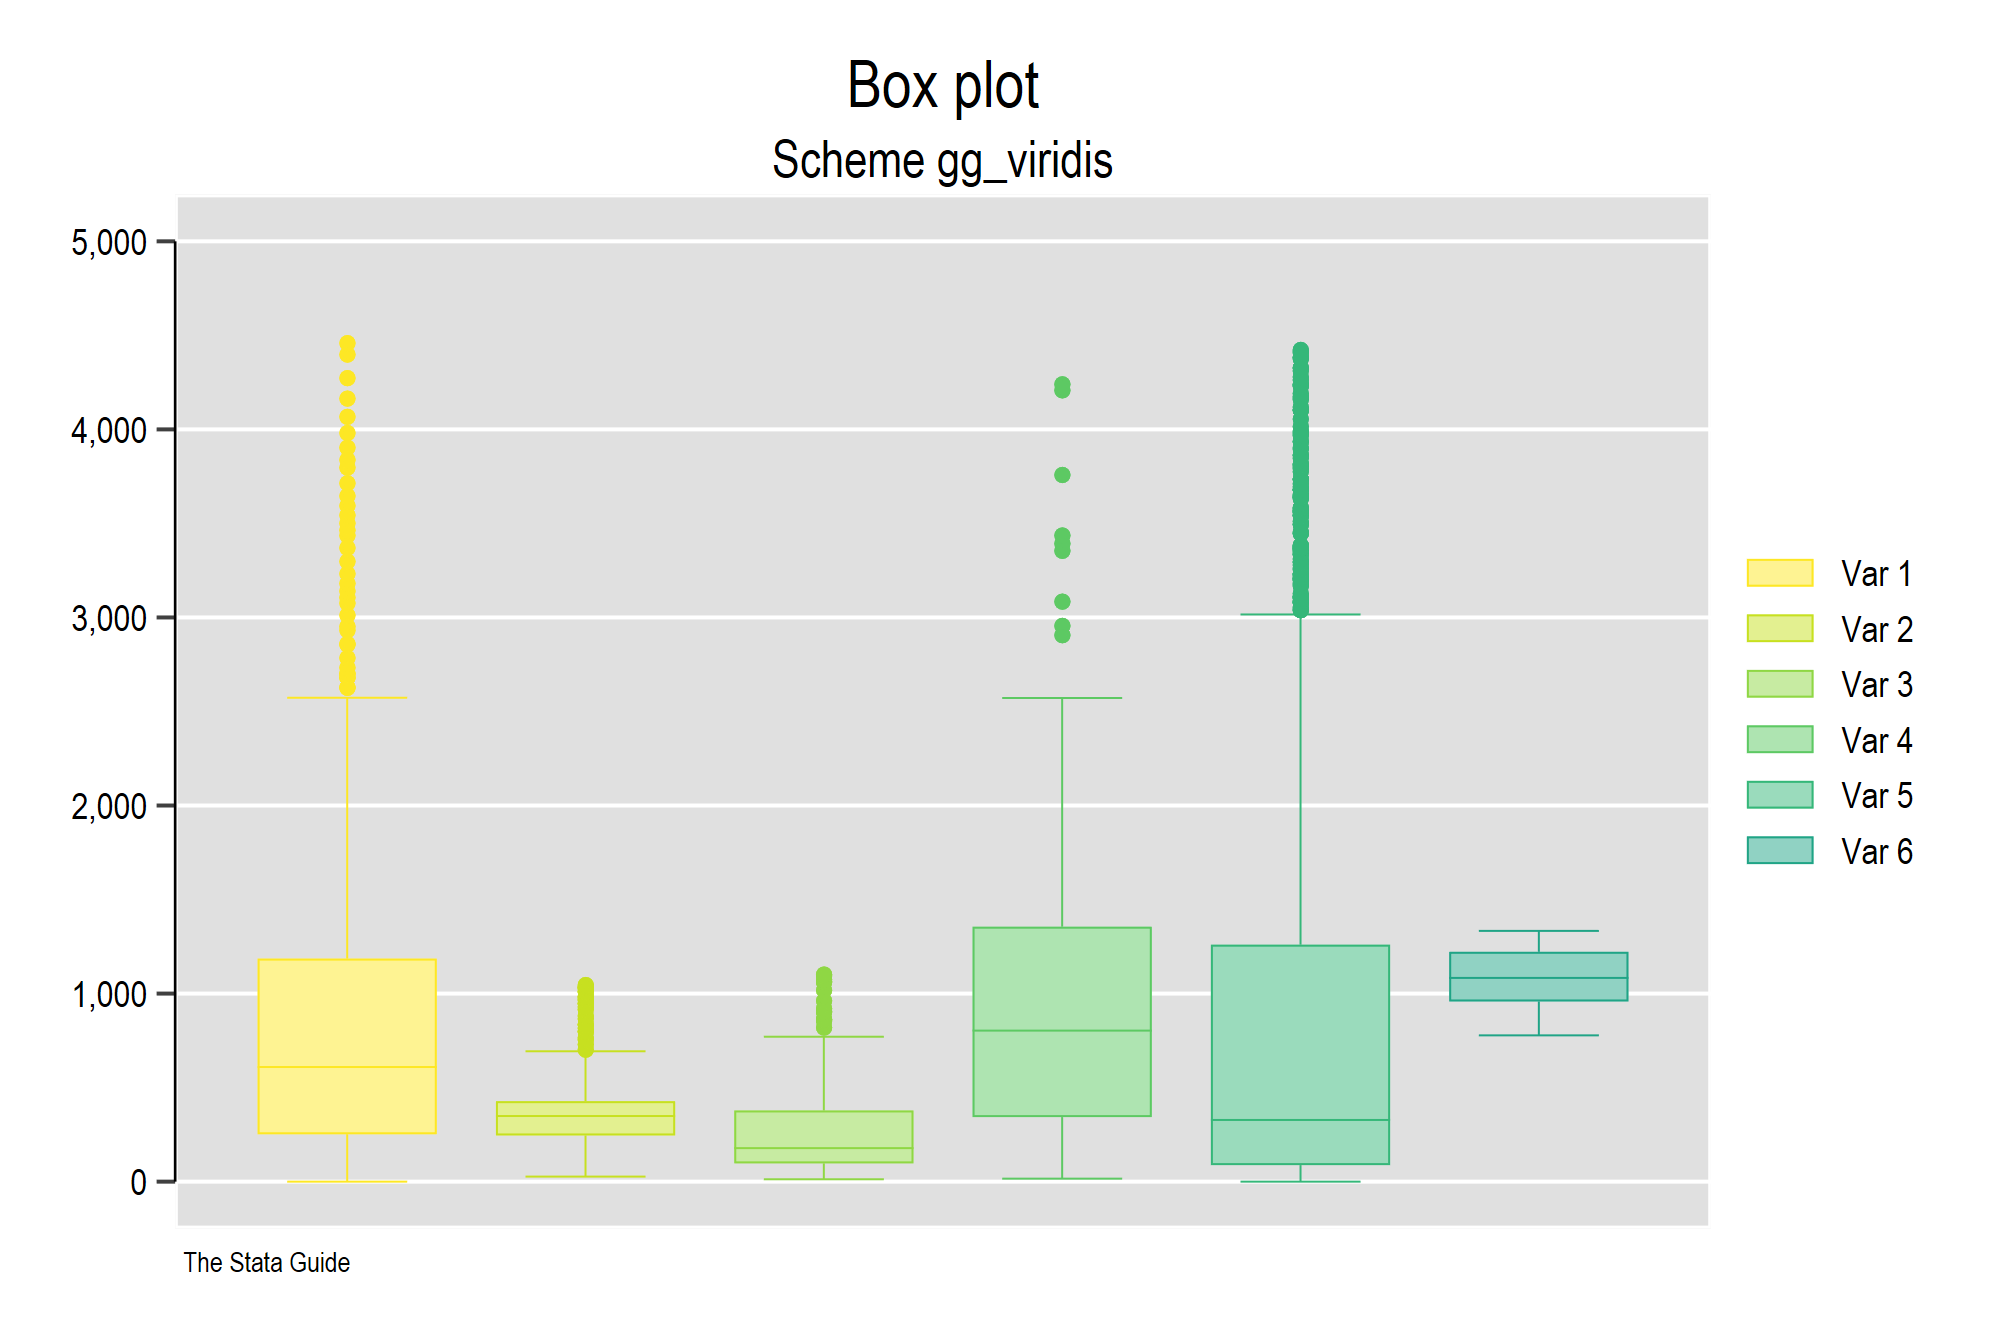 Box plot
Scheme gg_viridis
5,000
4,000
3,000
2,000
1,000
0
Var 1
Var 2
Var 3
Var 4
Var 5
Var 6
The Stata Guide